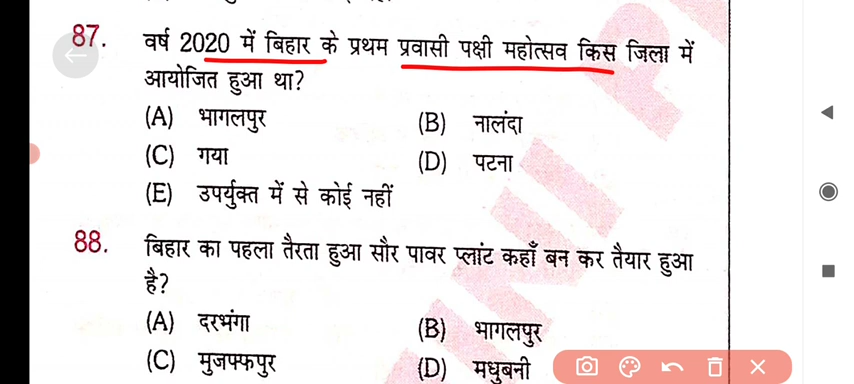 87. वर्ष 2020 में बिहार के प्रथम प्रवासी पक्षी महोत्सव किस जिला में
आयोजित हुआ था?
(A) भागलपुर (B) नालंदा
(C) गया (D) पटना
(E) उपर्युक्त में से कोई नहीं
88. बिहार का पहला तैरता हुआ सौर पावर प्लांट कहाँ बन कर तैयार हुआ
है?
(A) दरभंगा (B) भागलपुर
(C) मुजफ्फपुर (D) मधुबनी